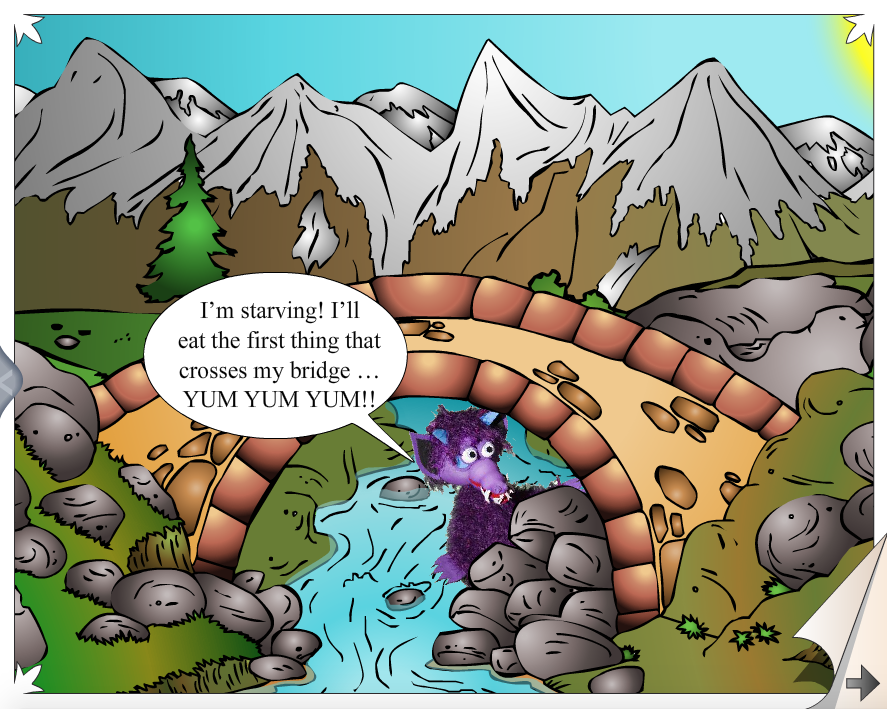 I’m starving! I’ll
eat the first thing that
crosses my bridge …
YUM YUM YUM!!